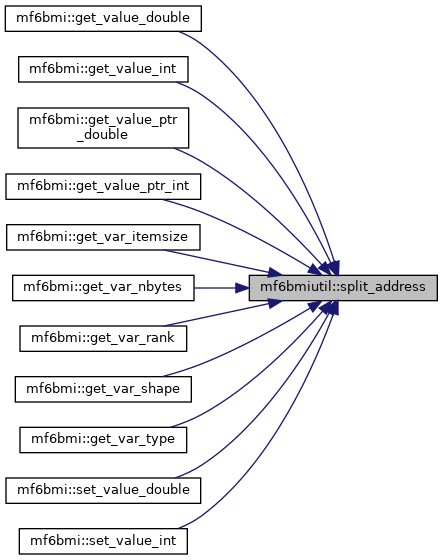 mf6bmi::get_value_double
mf6bmi::get_value_int
mf6bmi::get_value_ptr
_double
mf6bmi::get_value_ptr_int
mf6bmi::get_var_itemsize
mf6bmi::get_var_nbytes
mf6bmiutil::split_address
mf6bmi::get_var_rank
mf6bmi::get_var_shape
mf6bmi::get_var_type
mf6bmi::set_value_double
mf6bmi::set_value_int